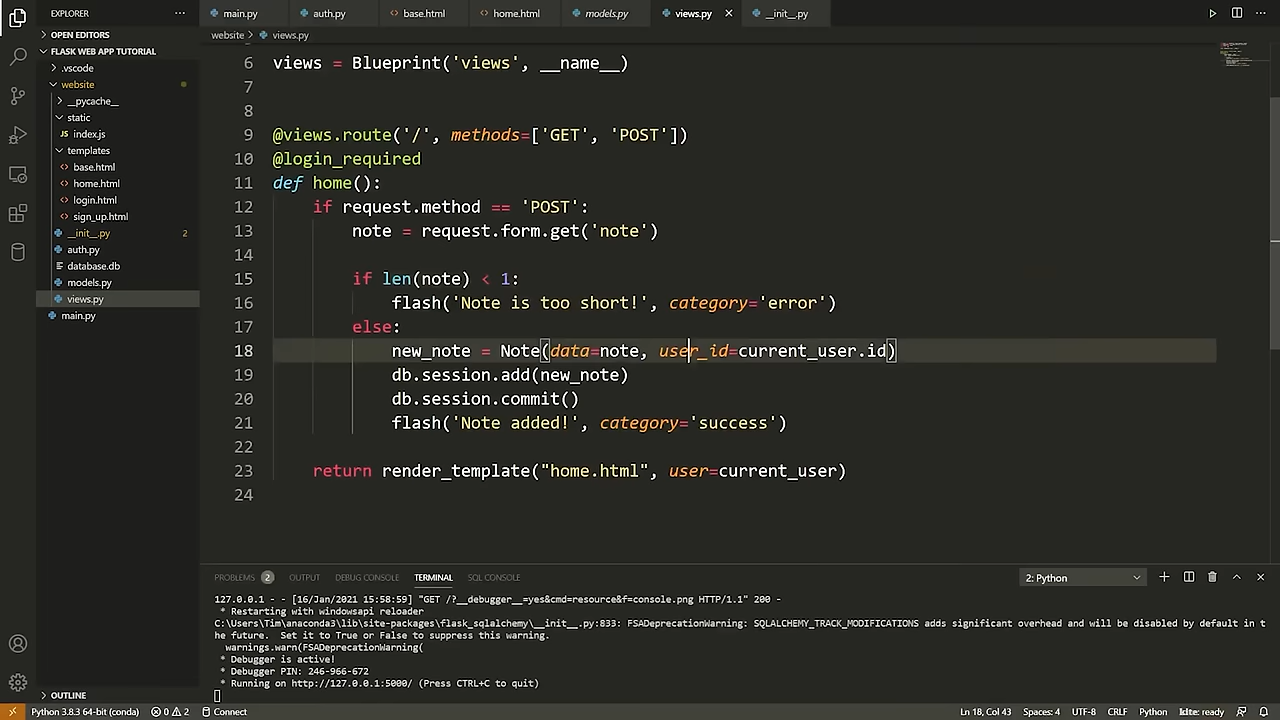 EXPLORER
···
main.py
auth.py
base.html
home.html
models.py
views.py
__init__.py
OPEN EDITORS
website > views.py
FLASK WEB APP TUTORIAL
.vscode
website
__pycache__
static
index.js
templates
base.html
home.html
login.html
sign_up.html
__init__.py 2
auth.py
database.db
models.py
views.py
main.py
OUTLINE
6 views = Blueprint('views', __name__)
7
8
9 @views.route('/', methods=['GET', 'POST'])
10 @login_required
11 def home():
12 if request.method == 'POST':
13 note = request.form.get('note')
14
15 if len(note) < 1:
16 flash('Note is too short!', category='error')
17 else:
18 new_note = Note(data=note, user_id=current_user.id)
19 db.session.add(new_note)
20 db.session.commit()
21 flash('Note added!', category='success')
22
23 return render_template("home.html", user=current_user)
24
PROBLEMS 2 OUTPUT DEBUG CONSOLE TERMINAL SQL CONSOLE 2: Python
127.0.0.1 - - [16/Jan/2021 15:58:59] "GET /?__debugger__=yes&cmd=resource&f=console.png HTTP/1.1" 200 -
* Restarting with windowsapi reloader
C:\Users\Tim\anaconda3\lib\site-packages\flask_sqlalchemy\__init__.py:833: FSADeprecationWarning: SQLALCHEMY_TRACK_MODIFICATIONS adds significant overhead and will be disabled by default in t
he future.  Set it to True or False to suppress this warning.
warnings.warn(FSADeprecationWarning(
* Debugger is active!
* Debugger PIN: 246-966-672
* Running on http://127.0.0.1:5000/ (Press CTRL+C to quit)
Python 3.8.3 64-bit (conda) 0 2 Connect Ln 18, Col 43 Spaces: 4 UTF-8 CRLF Python kite: ready